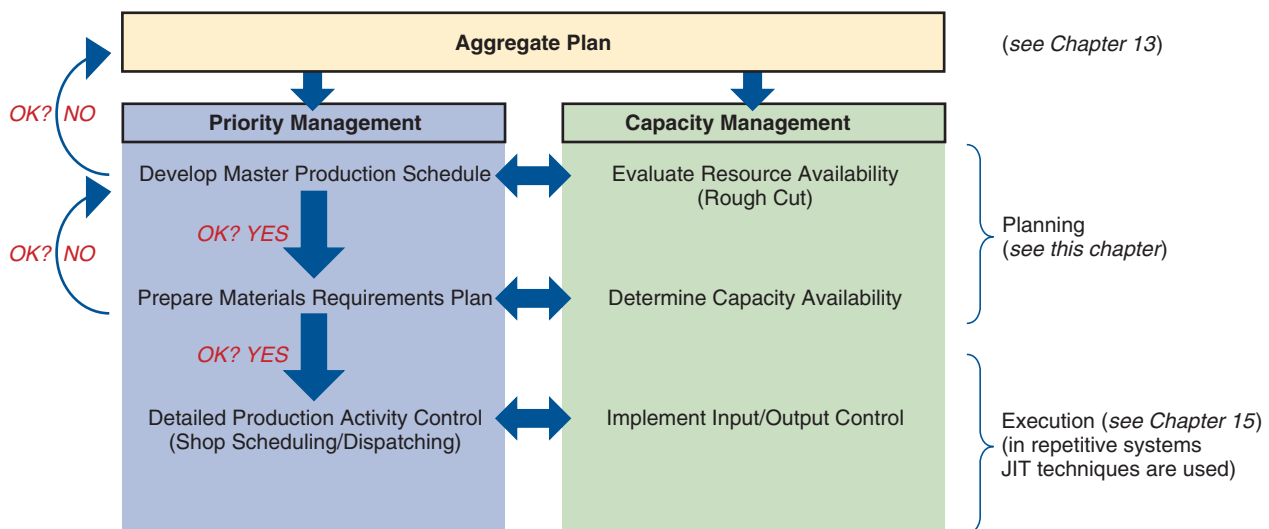 Aggregate Plan
(see Chapter 13)
OK? NO
Priority Management
Capacity Management
Develop Master Production Schedule
Evaluate Resource Availability
(Rough Cut)
OK? YES
OK? NO
Planning
(see this chapter)
Prepare Materials Requirements Plan
Determine Capacity Availability
OK? YES
Detailed Production Activity Control
(Shop Scheduling/Dispatching)
Implement Input/Output Control
Execution (see Chapter 15)
(in repetitive systems
JIT techniques are used)